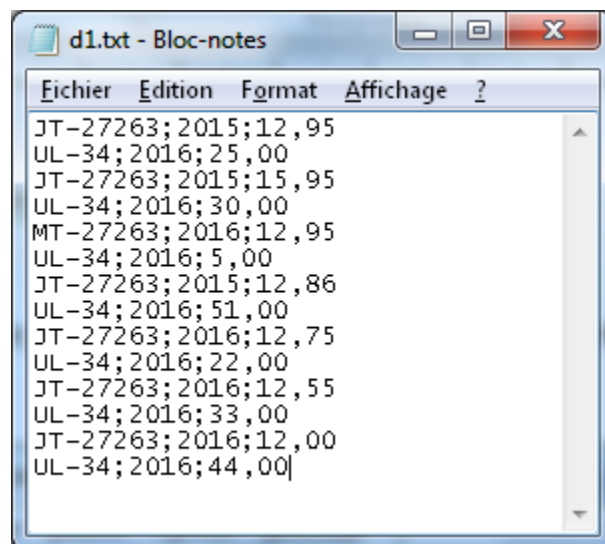 d1.txt - Bloc-notes
Fichier Edition Format Affichage ?
JT-27263;2015;12,95
UL-34;2016;25,00
JT-27263;2015;15,95
UL-34;2016;30,00
MT-27263;2016;12,95
UL-34;2016;5,00
JT-27263;2015;12,86
UL-34;2016;51,00
JT-27263;2016;12,75
UL-34;2016;22,00
JT-27263;2016;12,55
UL-34;2016;33,00
JT-27263;2016;12,00
UL-34;2016;44,00